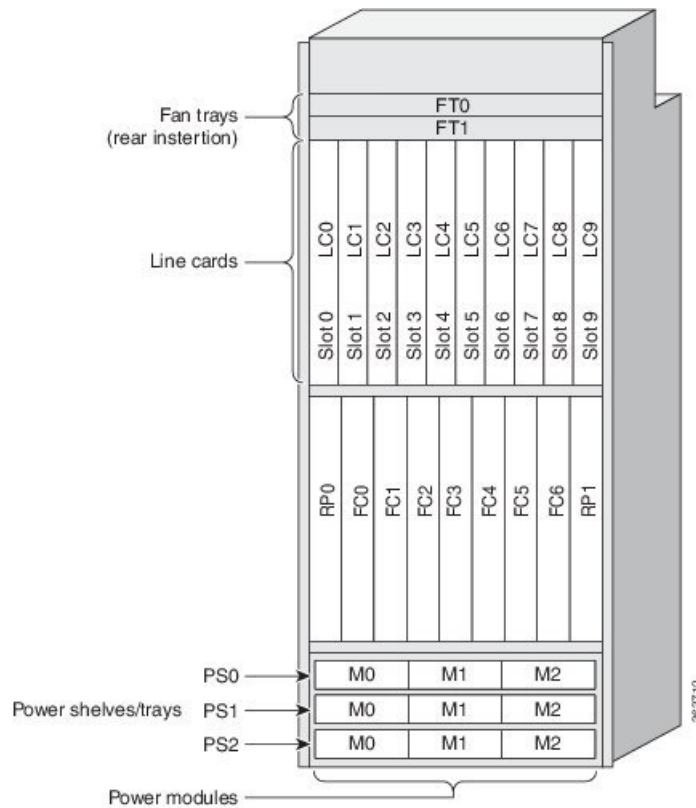 FT0
Fan trays
(rear instertion)
FT1
Line cards
LC0 LC1 LC2 LC3 LC4 LC5 LC6 LC7 LC8 LC9
Slot 0 Slot 1 Slot 2 Slot 3 Slot 4 Slot 5 Slot 6 Slot 7 Slot 8 Slot 9
RP0 FC0 FC1 FC2 FC3 FC4 FC5 FC6 RP1
PS0 M0 M1 M2
Power shelves/trays PS1 M0 M1 M2
PS2 M0 M1 M2
Power modules